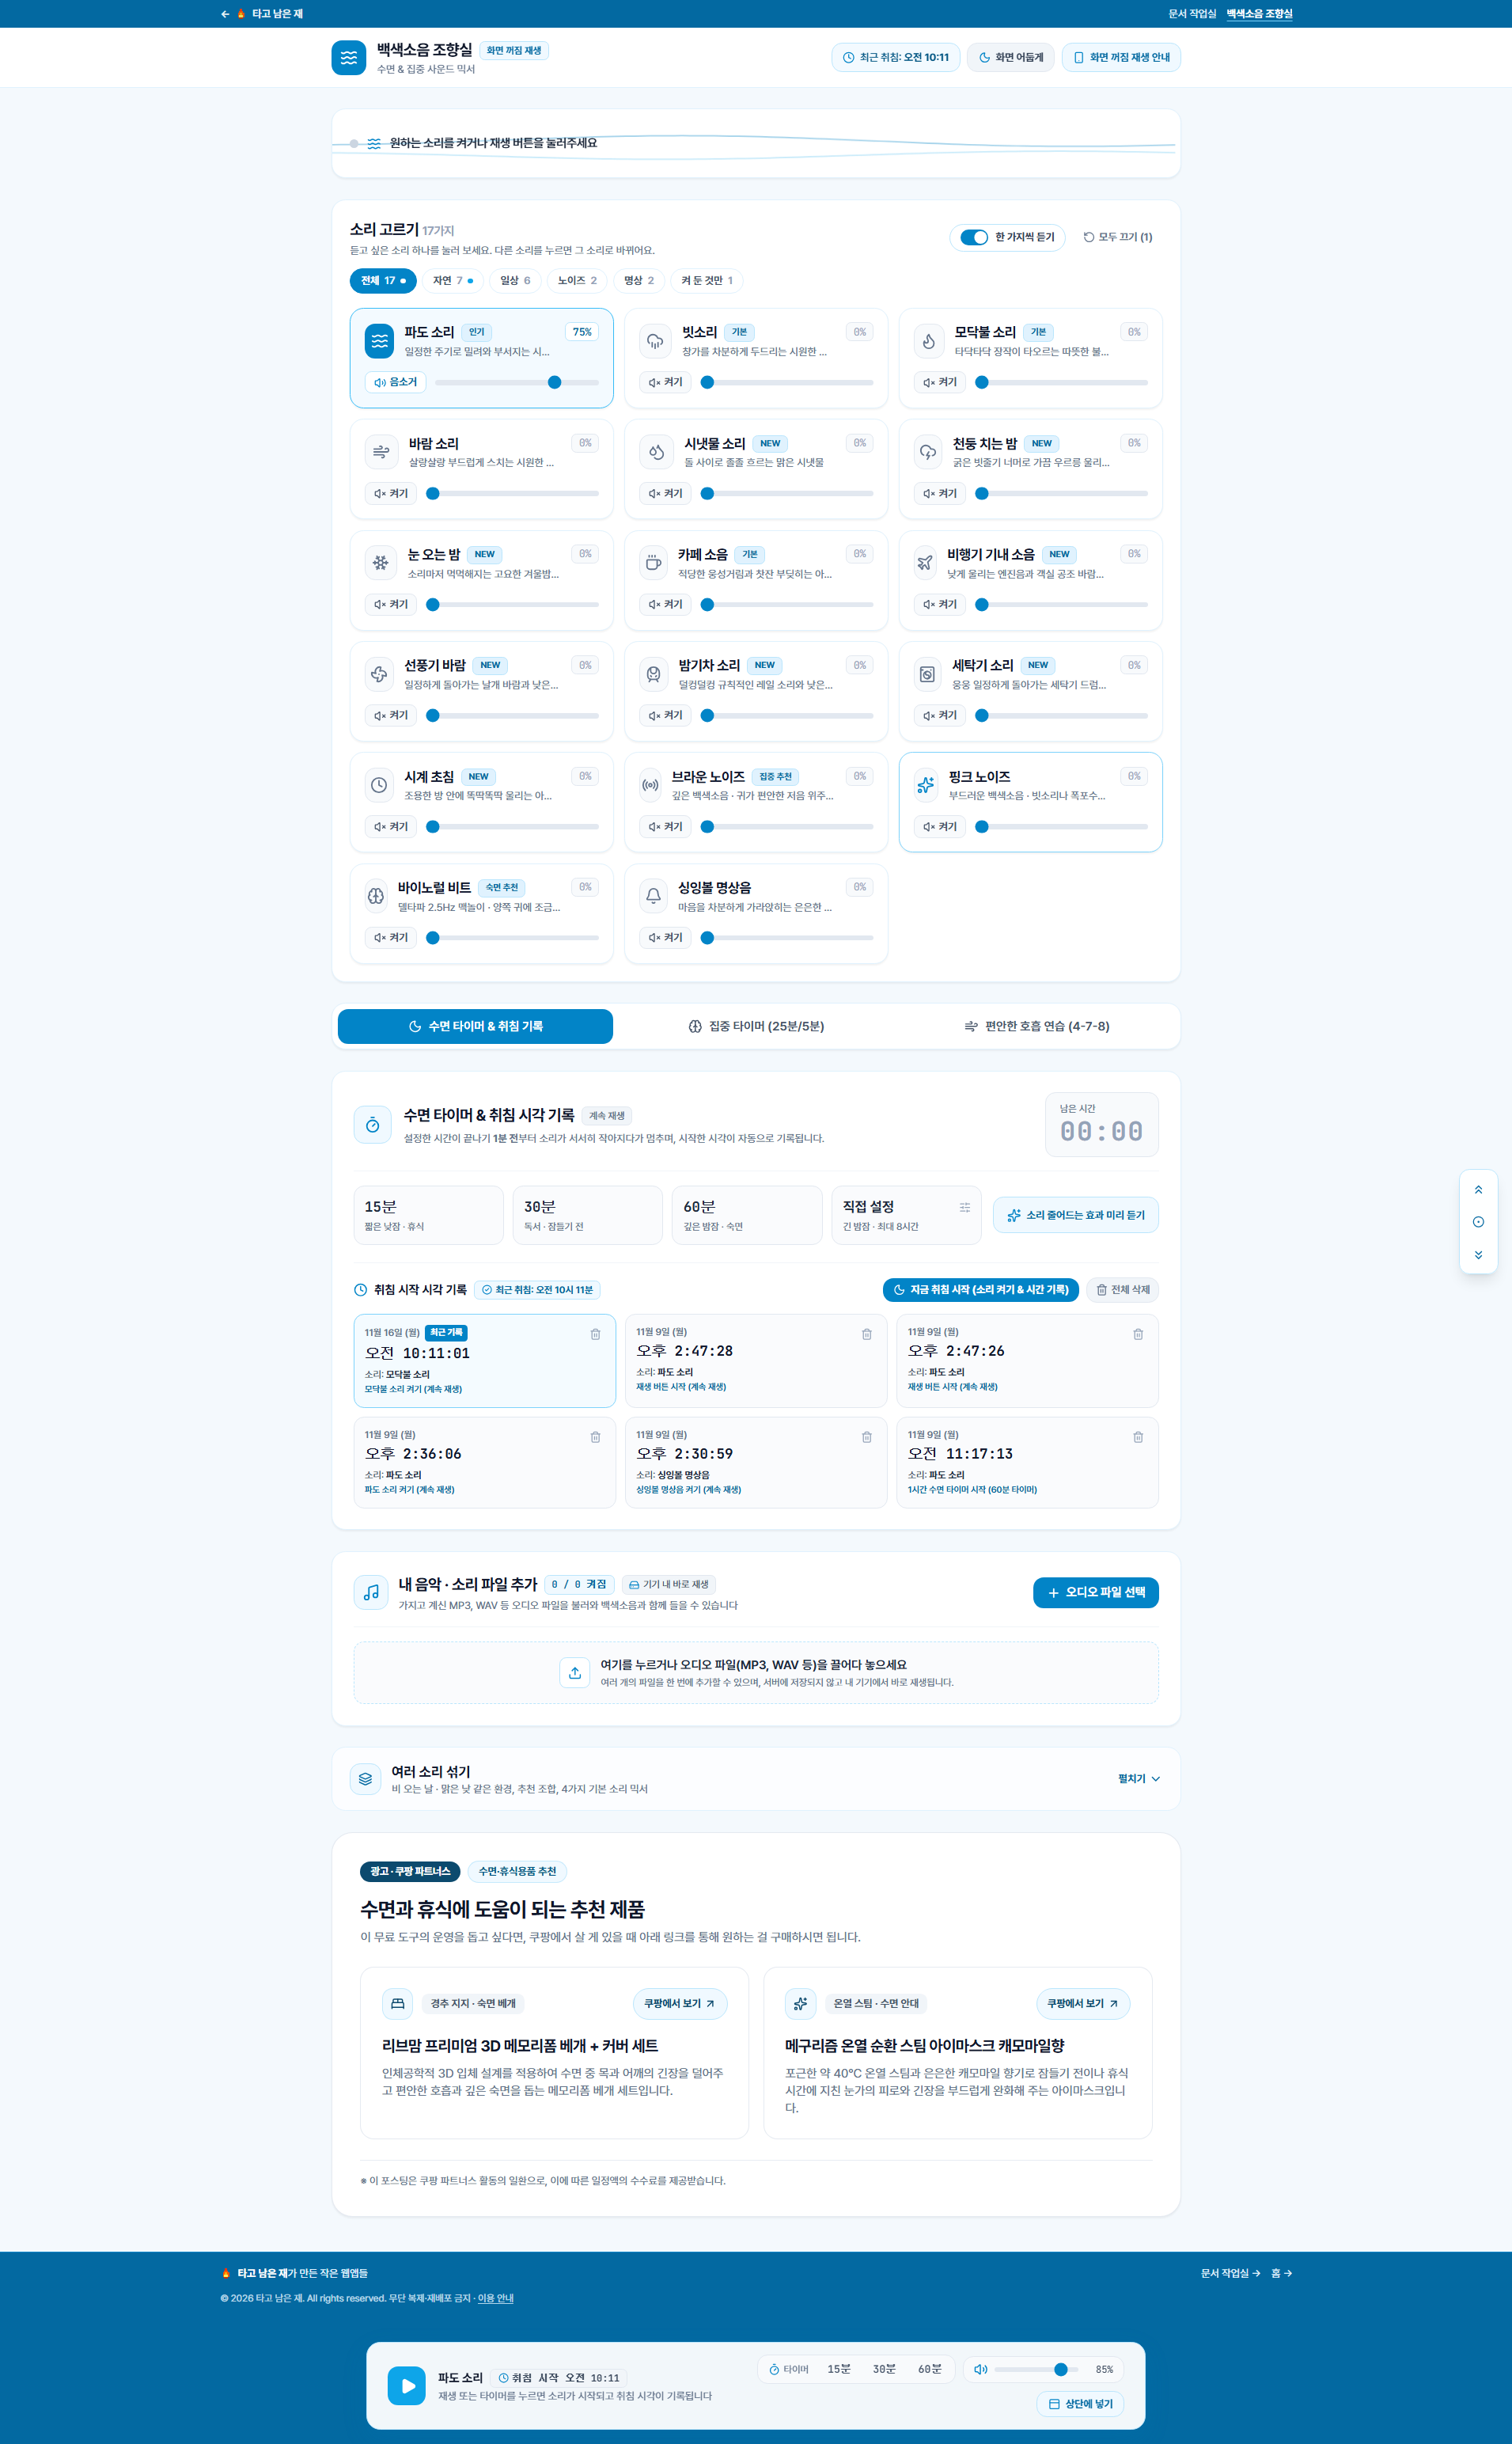 ← 타고 남은 재
문서 작업실 백색소음 조향실
백색소음 조향실 화면 꺼짐 재생
수면 & 집중 사운드 믹서
최근 취침: 오전 10:11 화면 어둡게 화면 꺼짐 재생 안내
원하는 소리를 켜거나 재생 버튼을 눌러주세요
소리 고르기 17가지
듣고 싶은 소리 하나를 눌러 보세요. 다른 소리를 누르면 그 소리로 바뀌어요.
한 가지씩 듣기 모두 끄기 (1)
전체 17 자연 7 일상 6 노이즈 2 명상 2 켜 둔 것만 1
파도 소리 인기 75%
일정한 주기로 밀려와 부서지는 시...
음소거
빗소리 기본 0%
창가를 차분하게 두드리는 시원한 ...
켜기
모닥불 소리 기본 0%
타닥타닥 장작이 타오르는 따뜻한 불...
켜기
바람 소리 0%
살랑살랑 부드럽게 스치는 시원한 ...
켜기
시냇물 소리 NEW 0%
돌 사이로 졸졸 흐르는 맑은 시냇물
켜기
천둥 치는 밤 NEW 0%
굵은 빗줄기 너머로 가끔 우르릉 울리...
켜기
눈 오는 밤 NEW 0%
소리마저 먹먹해지는 고요한 겨울밤...
켜기
카페 소음 기본 0%
적당한 웅성거림과 찻잔 부딪히는 아...
켜기
비행기 기내 소음 NEW 0%
낮게 울리는 엔진음과 객실 공조 바람...
켜기
선풍기 바람 NEW 0%
일정하게 돌아가는 날개 바람과 낮은...
켜기
밤기차 소리 NEW 0%
덜컹덜컹 규칙적인 레일 소리와 낮은...
켜기
세탁기 소리 NEW 0%
웅웅 일정하게 돌아가는 세탁기 드럼...
켜기
시계 초침 NEW 0%
조용한 방 안에 똑딱똑딱 울리는 아...
켜기
브라운 노이즈 집중 추천 0%
깊은 백색소음 · 귀가 편안한 저음 위주...
켜기
핑크 노이즈 0%
부드러운 백색소음 · 빗소리나 폭포수...
켜기
바이노럴 비트 숙면 추천 0%
델타파 2.5Hz 맥놀이 · 양쪽 귀에 조금...
켜기
싱잉볼 명상음 0%
마음을 차분하게 가라앉히는 은은한 ...
켜기
수면 타이머 & 취침 기록 집중 타이머 (25분/5분) 편안한 호흡 연습 (4-7-8)
수면 타이머 & 취침 시각 기록 계속 재생
설정한 시간이 끝나기 1분 전부터 소리가 서서히 작아지다가 멈추며, 시작한 시각이 자동으로 기록됩니다.
남은 시간
00:00
15분
짧은 낮잠 · 휴식
30분
독서 · 잠들기 전
60분
깊은 밤잠 · 숙면
직접 설정
긴 밤잠 · 최대 8시간
소리 줄어드는 효과 미리 듣기
취침 시작 시각 기록 최근 취침: 오전 10시 11분
지금 취침 시작 (소리 켜기 & 시간 기록) 전체 삭제
11월 16일 (월) 최근 기록
오전 10:11:01
소리: 모닥불 소리
모닥불 소리 켜기 (계속 재생)
11월 9일 (월)
오후 2:47:28
소리: 파도 소리
재생 버튼 시작 (계속 재생)
11월 9일 (월)
오후 2:47:26
소리: 파도 소리
재생 버튼 시작 (계속 재생)
11월 9일 (월)
오후 2:36:06
소리: 파도 소리
파도 소리 켜기 (계속 재생)
11월 9일 (월)
오후 2:30:59
소리: 싱잉볼 명상음
싱잉볼 명상음 켜기 (계속 재생)
11월 9일 (월)
오전 11:17:13
소리: 파도 소리
1시간 수면 타이머 시작 (60분 타이머)
내 음악 · 소리 파일 추가 0 / 0 켜짐 기기 내 바로 재생
가지고 계신 MP3, WAV 등 오디오 파일을 불러와 백색소음과 함께 들을 수 있습니다
+ 오디오 파일 선택
여기를 누르거나 오디오 파일(MP3, WAV 등)을 끌어다 놓으세요
여러 개의 파일을 한 번에 추가할 수 있으며, 서버에 저장되지 않고 내 기기에서 바로 재생됩니다.
여러 소리 섞기
비 오는 날 · 맑은 낮 같은 환경, 추천 조합, 4가지 기본 소리 믹서
펼치기
광고 · 쿠팡 파트너스 수면·휴식용품 추천
수면과 휴식에 도움이 되는 추천 제품
이 무료 도구의 운영을 돕고 싶다면, 쿠팡에서 살 게 있을 때 아래 링크를 통해 원하는 걸 구매하시면 됩니다.
경추 지지 · 숙면 베개 쿠팡에서 보기
리브맘 프리미엄 3D 메모리폼 베개 + 커버 세트
인체공학적 3D 입체 설계를 적용하여 수면 중 목과 어깨의 긴장을 덜어주
고 편안한 호흡과 깊은 숙면을 돕는 메모리폼 베개 세트입니다.
온열 스팀 · 수면 안대 쿠팡에서 보기
메구리즘 온열 순환 스팀 아이마스크 캐모마일향
포근한 약 40°C 온열 스팀과 은은한 캐모마일 향기로 잠들기 전이나 휴식
시간에 지친 눈가의 피로와 긴장을 부드럽게 완화해 주는 아이마스크입니
다.
※ 이 포스팅은 쿠팡 파트너스 활동의 일환으로, 이에 따른 일정액의 수수료를 제공받습니다.
타고 남은 재가 만든 작은 웹앱들
문서 작업실 → 홈 →
© 2026 타고 남은 재. All rights reserved. 무단 복제·재배포 금지 · 이용 안내
파도 소리 취침 시작 오전 10:11
재생 또는 타이머를 누르면 소리가 시작되고 취침 시각이 기록됩니다
타이머 15분 30분 60분 85%
상단에 넣기